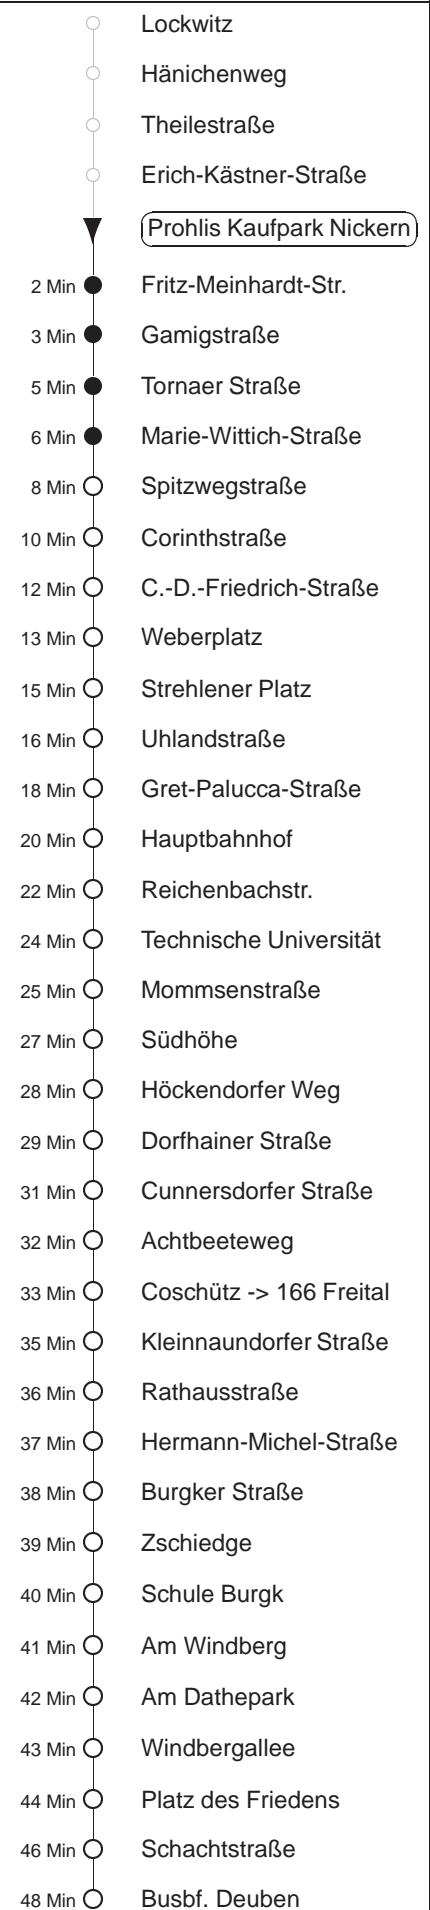 Lockwitz
Hänichenweg
Theilestraße
Erich-Kästner-Straße
Prohlis Kaufpark Nickern
2 Min Fritz-Meinhardt-Str.
3 Min Gamigstraße
5 Min Tornaer Straße
6 Min Marie-Wittich-Straße
8 Min Spitzwegstraße
10 Min Corinthstraße
12 Min C.-D.-Friedrich-Straße
13 Min Weberplatz
15 Min Strehlener Platz
16 Min Uhlandstraße
18 Min Gret-Palucca-Straße
20 Min Hauptbahnhof
22 Min Reichenbachstr.
24 Min Technische Universität
25 Min Mommsenstraße
27 Min Südhöhe
28 Min Höckendorfer Weg
29 Min Dorfhainer Straße
31 Min Cunnersdorfer Straße
32 Min Achtbeeteweg
33 Min Coschütz -> 166 Freital
35 Min Kleinnaundorfer Straße
36 Min Rathausstraße
37 Min Hermann-Michel-Straße
38 Min Burgker Straße
39 Min Zschiedge
40 Min Schule Burgk
41 Min Am Windberg
42 Min Am Dathepark
43 Min Windbergallee
44 Min Platz des Friedens
46 Min Schachtstraße
48 Min Busbf. Deuben